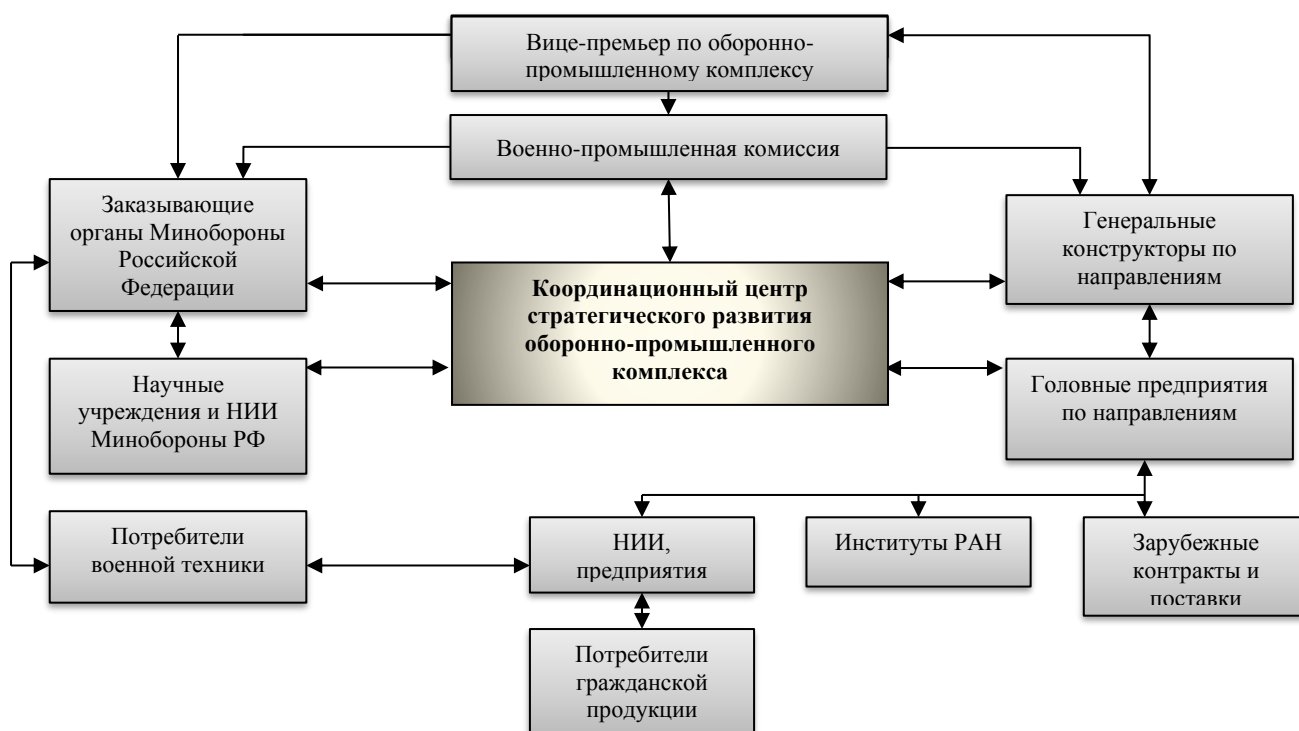 Вице-премьер по оборонно-
промышленному комплексу
Военно-промышленная комиссия
Заказывающие
органы Минобороны
Российской
Федерации
Генеральные
конструкторы по
направлениям
Координационный центр
стратегического развития
оборонно-промышленного
комплекса
Научные
учреждения и НИИ
Минобороны РФ
Головные предприятия
по направлениям
Потребители
военной техники
НИИ,
предприятия
Институты РАН
Зарубежные
контракты и
поставки
Потребители
гражданской
продукции